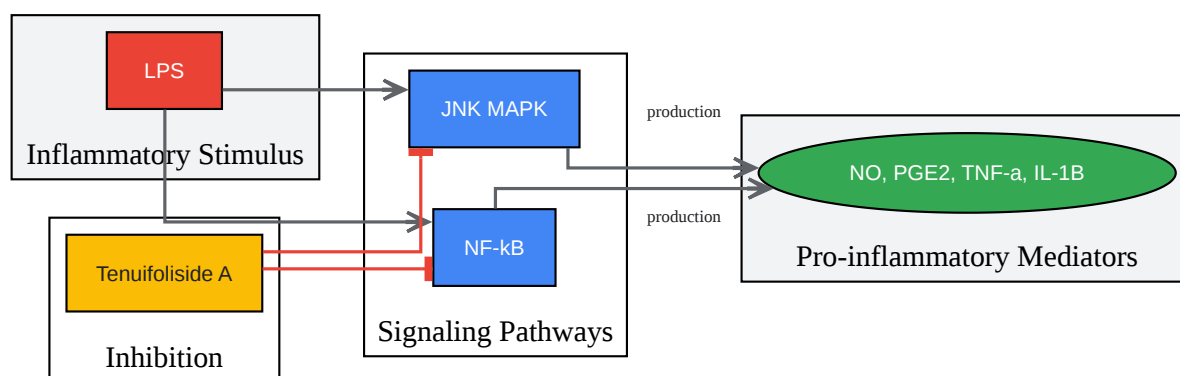 LPS
Inflammatory Stimulus
Tenuifoliside A
Inhibition
JNK MAPK
NF-kB
Signaling Pathways
production
production
NO, PGE2, TNF-a, IL-1B
Pro-inflammatory Mediators